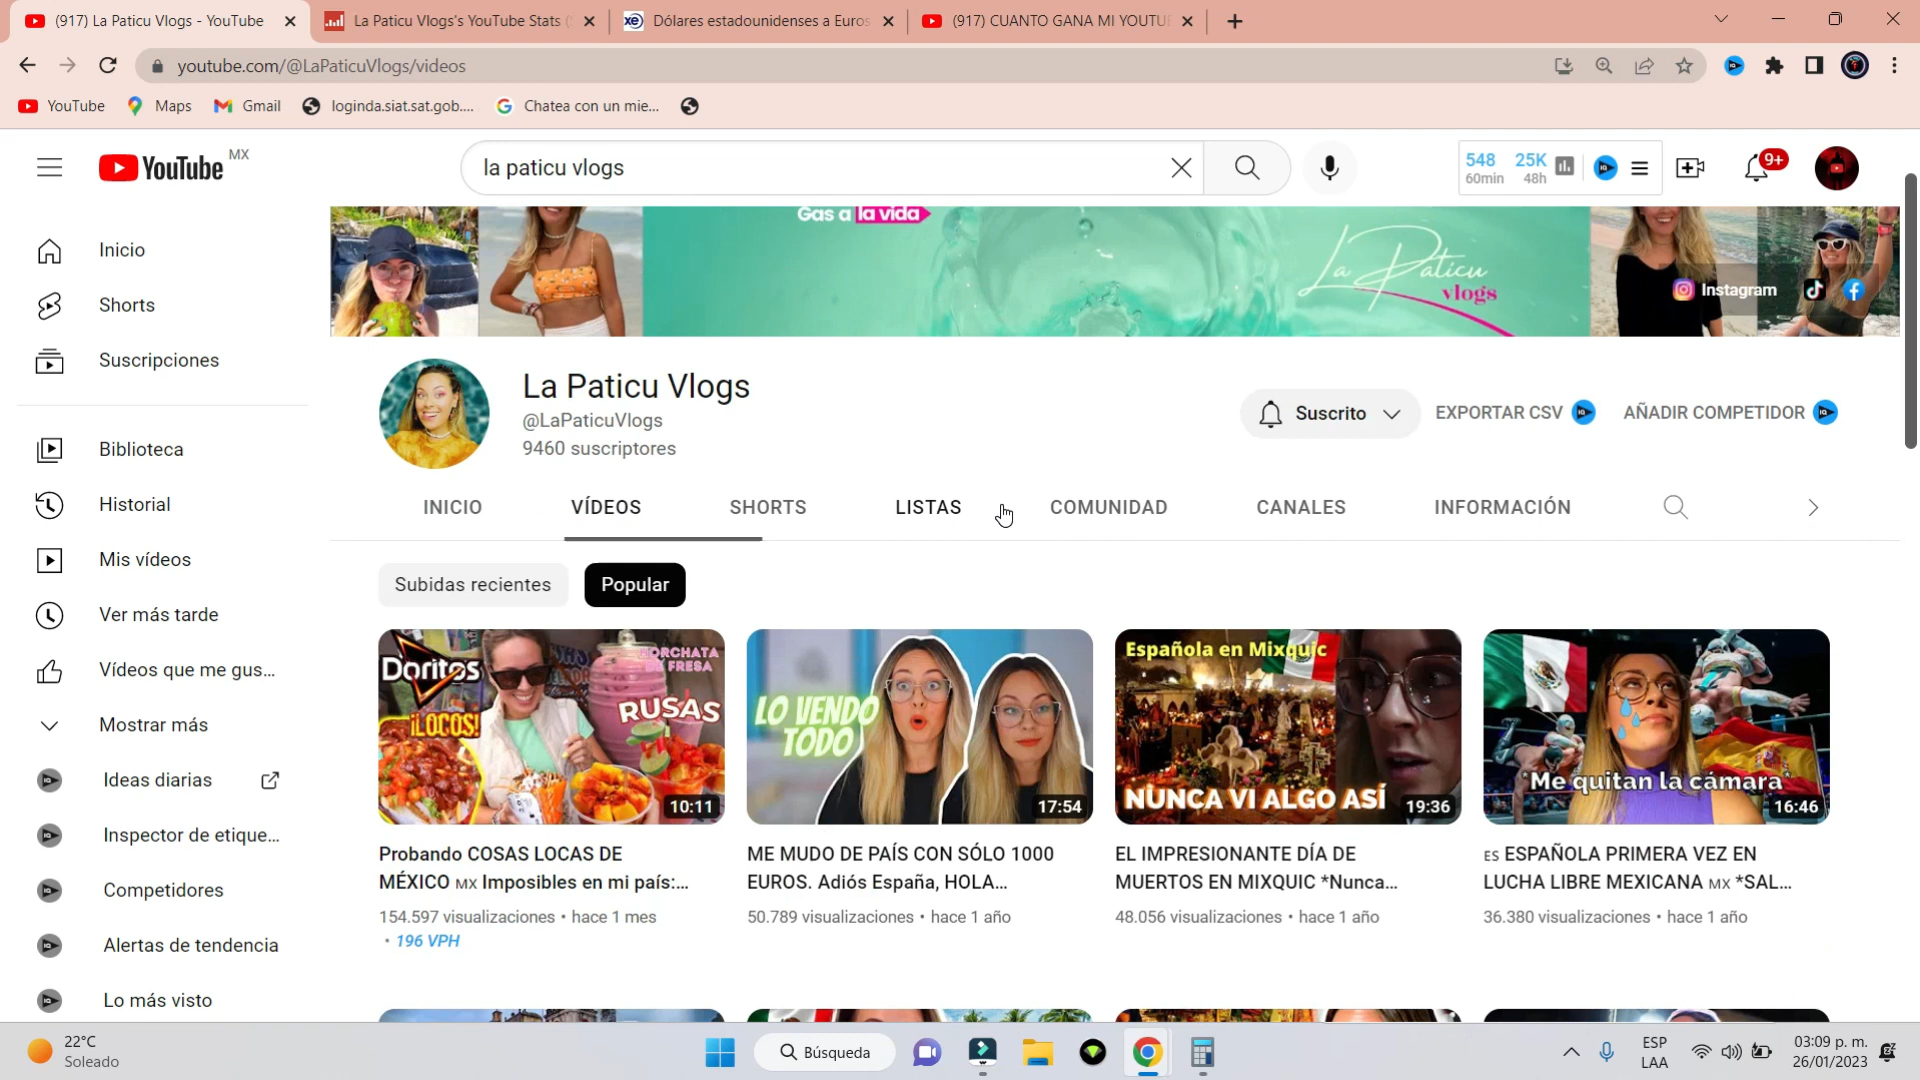 (917) La Paticu Vlogs - YouTube
La Paticu Vlogs's YouTube Stats (
Dólares estadounidenses a Euros
(917) CUANTO GANA MI YOUTU
youtube.com/@LaPaticuVlogs/videos
YouTube
Maps
Gmail
loginda.siat.sat.gob....
Chatea con un mie...
YouTube MX
la paticu vlogs
548
60min
25K
48h
9+
Gas a la vida
La Paticu
vlogs
Instagram
Inicio
Shorts
Suscripciones
Biblioteca
Historial
Mis vídeos
Ver más tarde
Vídeos que me gus...
Mostrar más
Ideas diarias
Inspector de etique...
Competidores
Alertas de tendencia
Lo más visto
La Paticu Vlogs
@LaPaticuVlogs
9460 suscriptores
Suscrito
EXPORTAR CSV
AÑADIR COMPETIDOR
INICIO
VÍDEOS
SHORTS
LISTAS
COMUNIDAD
CANALES
INFORMACIÓN
Subidas recientes
Popular
Doritos
¡LOCOS!
HORCHATA
DE FRESA
RUSAS
10:11
Probando COSAS LOCAS DE
MÉXICO MX Imposibles en mi país:...
154.597 visualizaciones • hace 1 mes
• 196 VPH
LO VENDO
TODO
17:54
ME MUDO DE PAÍS CON SÓLO 1000
EUROS. Adiós España, HOLA...
50.789 visualizaciones • hace 1 año
Española en Mixquic
NUNCA VI ALGO ASÍ
19:36
EL IMPRESIONANTE DÍA DE
MUERTOS EN MIXQUIC *Nunca...
48.056 visualizaciones • hace 1 año
*Me quitan la cámara*
16:46
ES ESPAÑOLA PRIMERA VEZ EN
LUCHA LIBRE MEXICANA MX *SAL...
36.380 visualizaciones • hace 1 año
22°C
Soleado
Búsqueda
ESP
LAA
03:09 p. m.
26/01/2023